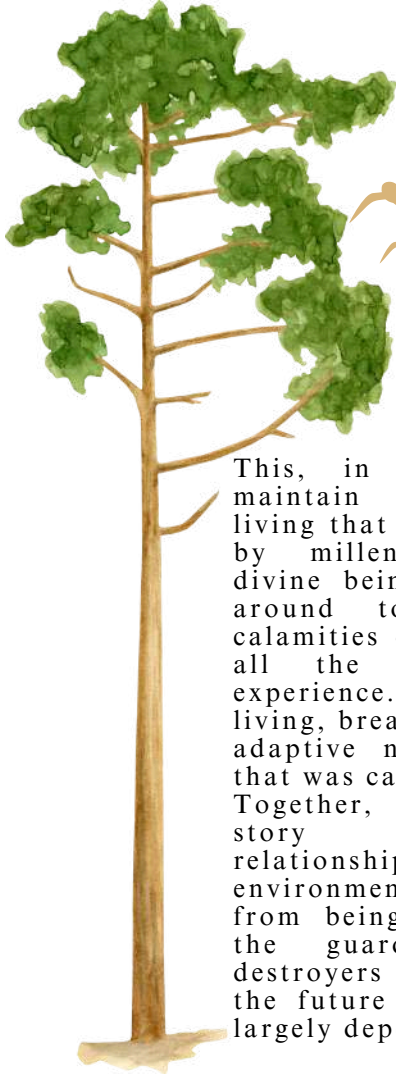 This, in
maintain
living that
by millen
divine bein
around to
calamities
all the
experience.
living, brea
adaptive n
that was ca
Together,
story
relationship
environmen
from being
the guar
destroyers
the future
largely dep